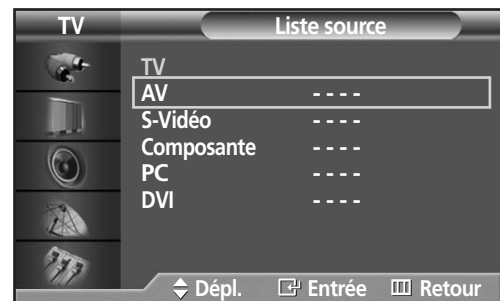 TV Liste source
TV
AV - - - -
S-Vidéo - - - -
Composante - - - -
PC - - - -
DVI - - - -
Dépl. Entrée Retour